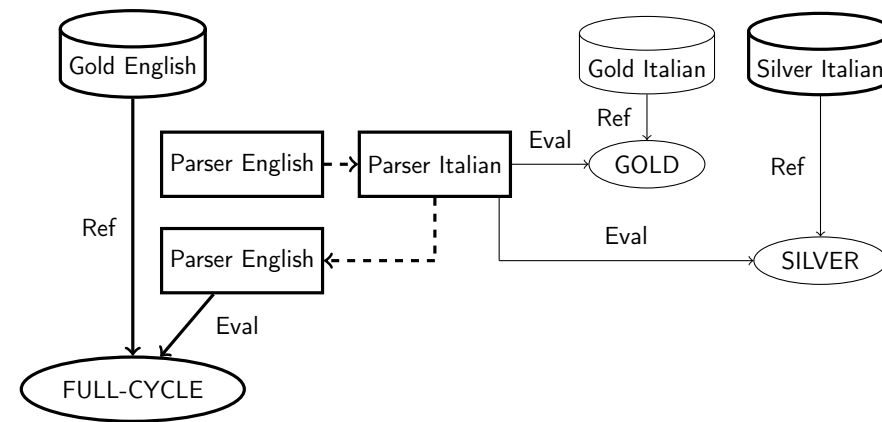 Gold English
Gold Italian
Silver Italian
Ref
Eval
Parser English
Parser Italian
GOLD
Ref
Ref
Eval
Parser English
SILVER
Eval
FULL-CYCLE